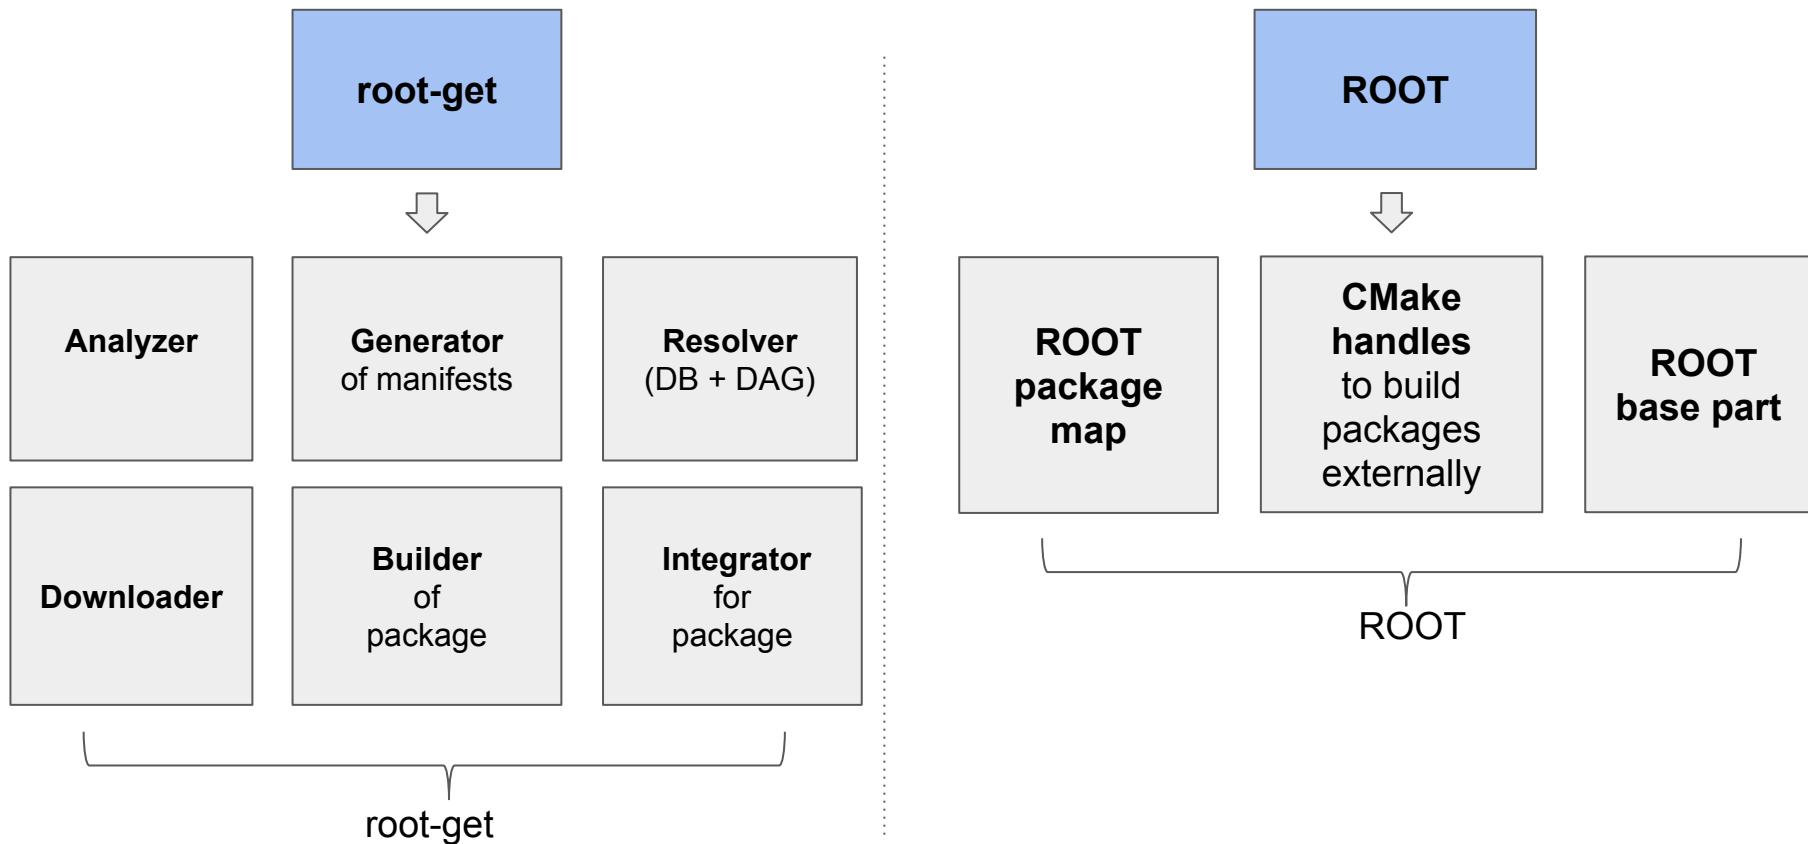 root-get
Analyzer
Generator
of manifests
Resolver
(DB + DAG)
Downloader
Builder
of
package
Integrator
for
package
root-get
ROOT
ROOT
package
map
CMake
handles
to build
packages
externally
ROOT
base part
ROOT